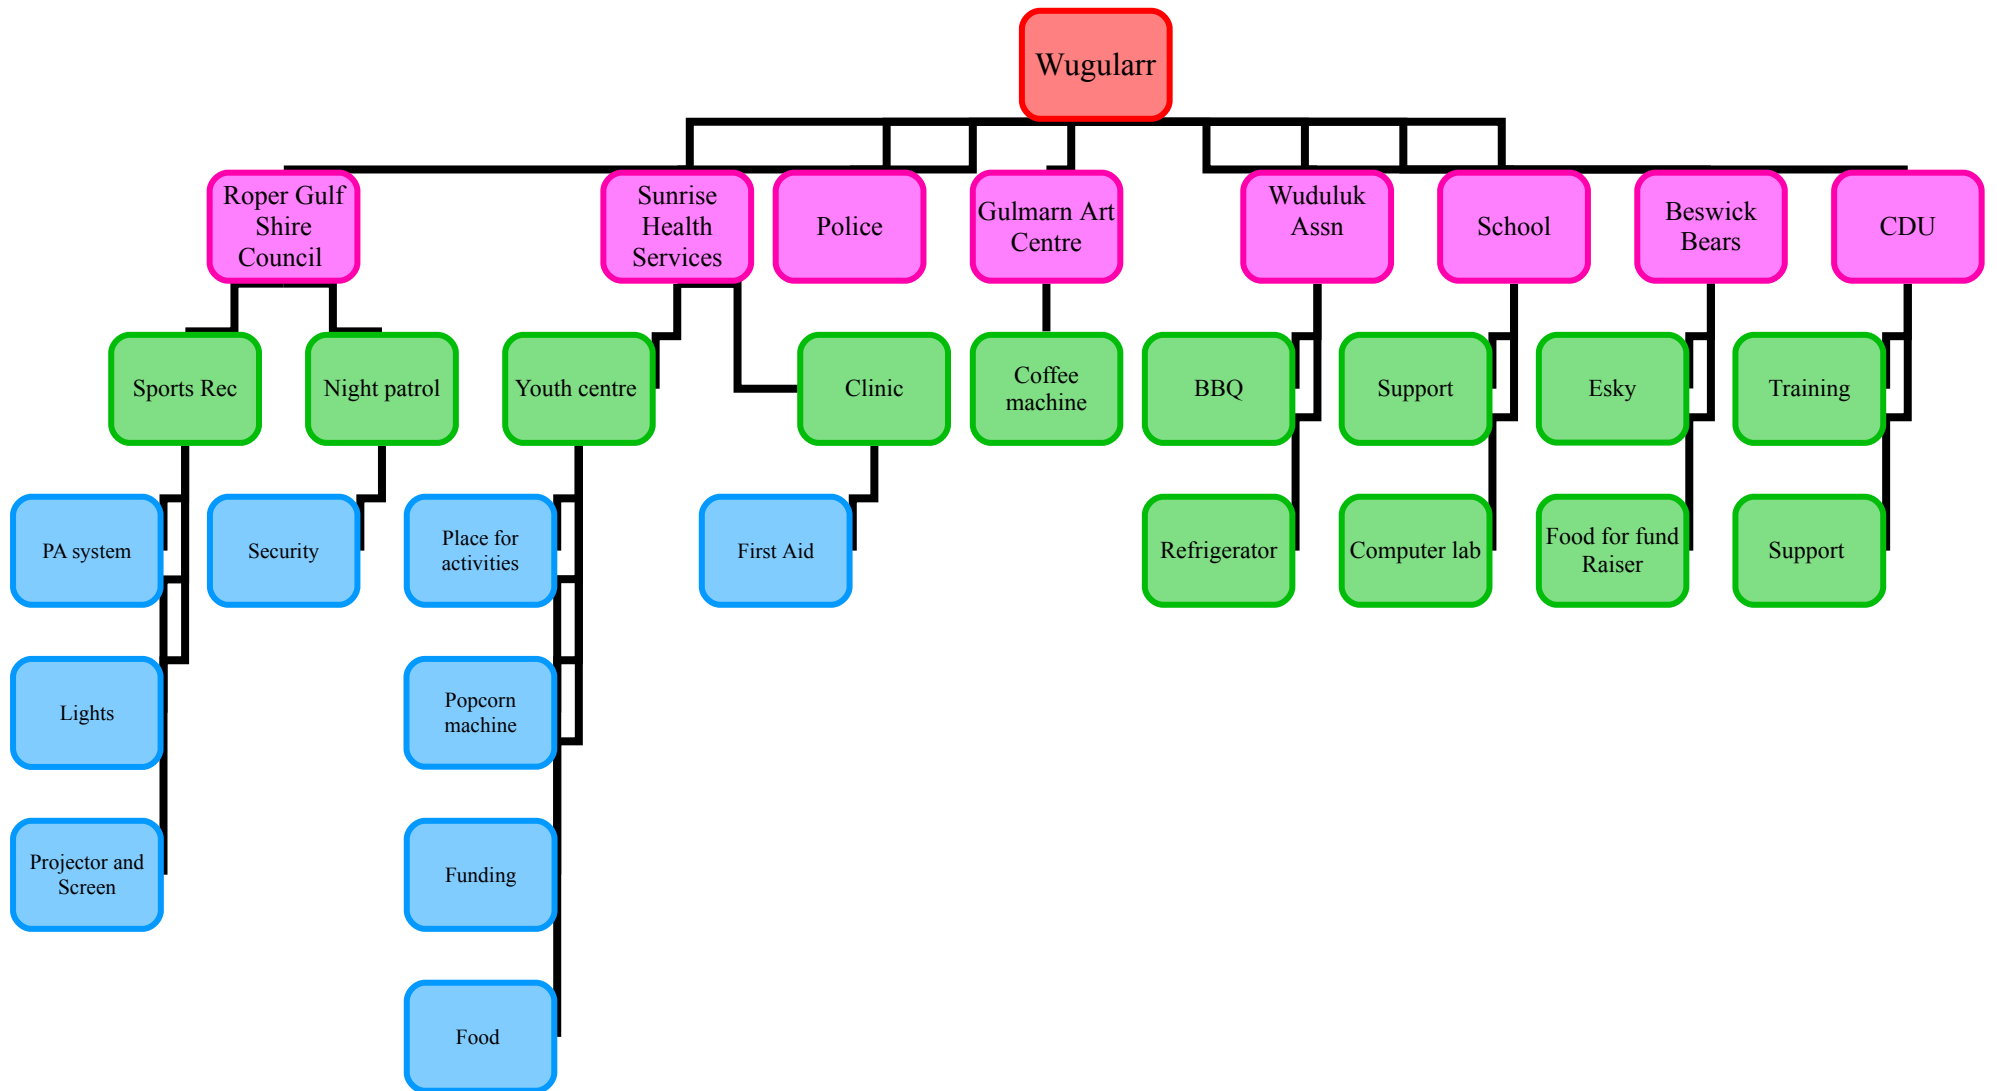 Wugularr
Roper Gulf
Shire
Council
Sunrise
Health
Services
Police
Gulmarn Art
Centre
Wuduluk
Assn
School
Beswick
Bears
CDU
Sports Rec
Night patrol
Youth centre
Clinic
Coffee
machine
BBQ
Support
Esky
Training
PA system
Security
Place for
activities
First Aid
Refrigerator
Computer lab
Food for fund
Raiser
Support
Lights
Popcorn
machine
Projector and
Screen
Funding
Food